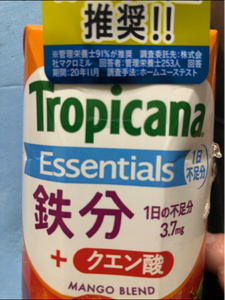 推奨!!
※管理栄養士91%が推奨 調査委託先:株式会
社マクロミル 回答者:管理栄養士253人 回答
期間:20年11月 調査手法:ホームユーステスト
Tropicana
Essentials
1日
不足分
鉄分
1日の不足分
3.7mg
+ クエン酸
MANGO BLEND